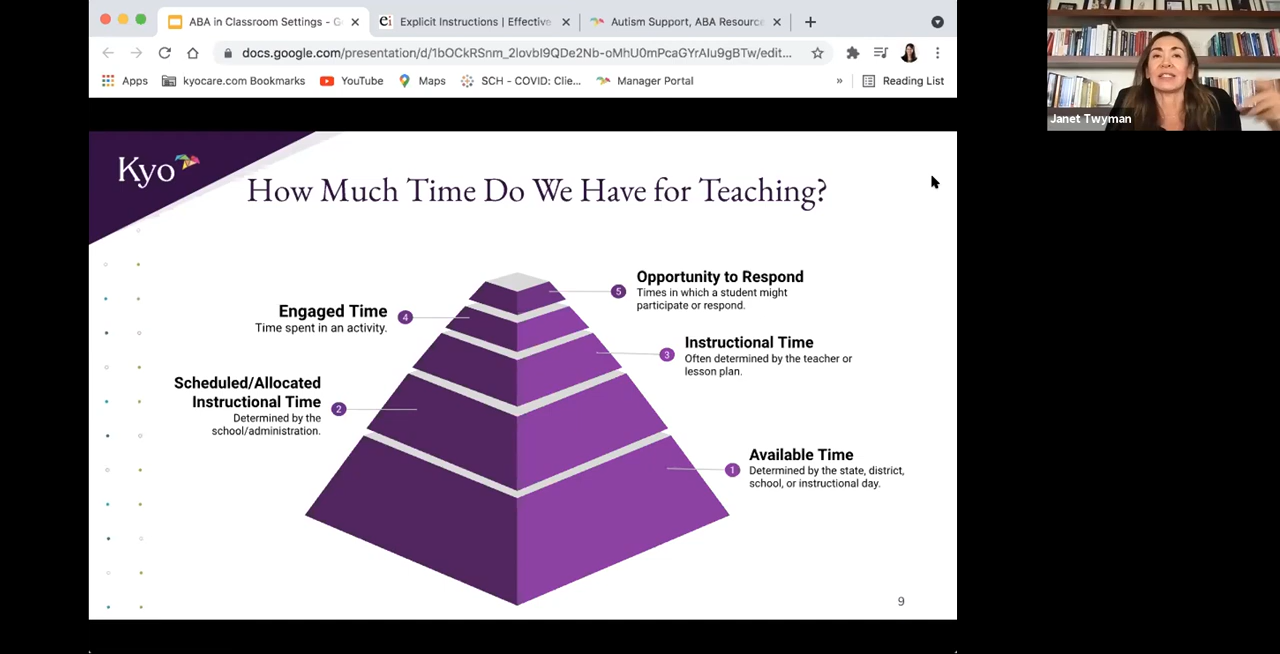 ABA in Classroom Settings - G
Explicit Instructions | Effective
Autism Support, ABA Resource
docs.google.com/presentation/d/1bOCkRSnm_2lovbI9QDe2Nb-oMhU0mPcaGYrAlu9gBTw/edit...
Apps
kyocare.com Bookmarks
YouTube
Maps
SCH - COVID: Clie...
Manager Portal
»
Reading List
Janet Twyman
Kyo
How Much Time Do We Have for Teaching?
5
Opportunity to Respond
Times in which a student might
participate or respond.
Engaged Time
4
Time spent in an activity.
3
Instructional Time
Often determined by the teacher or
lesson plan.
Scheduled/Allocated
Instructional Time
2
Determined by the
school/administration.
1
Available Time
Determined by the state, district,
school, or instructional day.
9